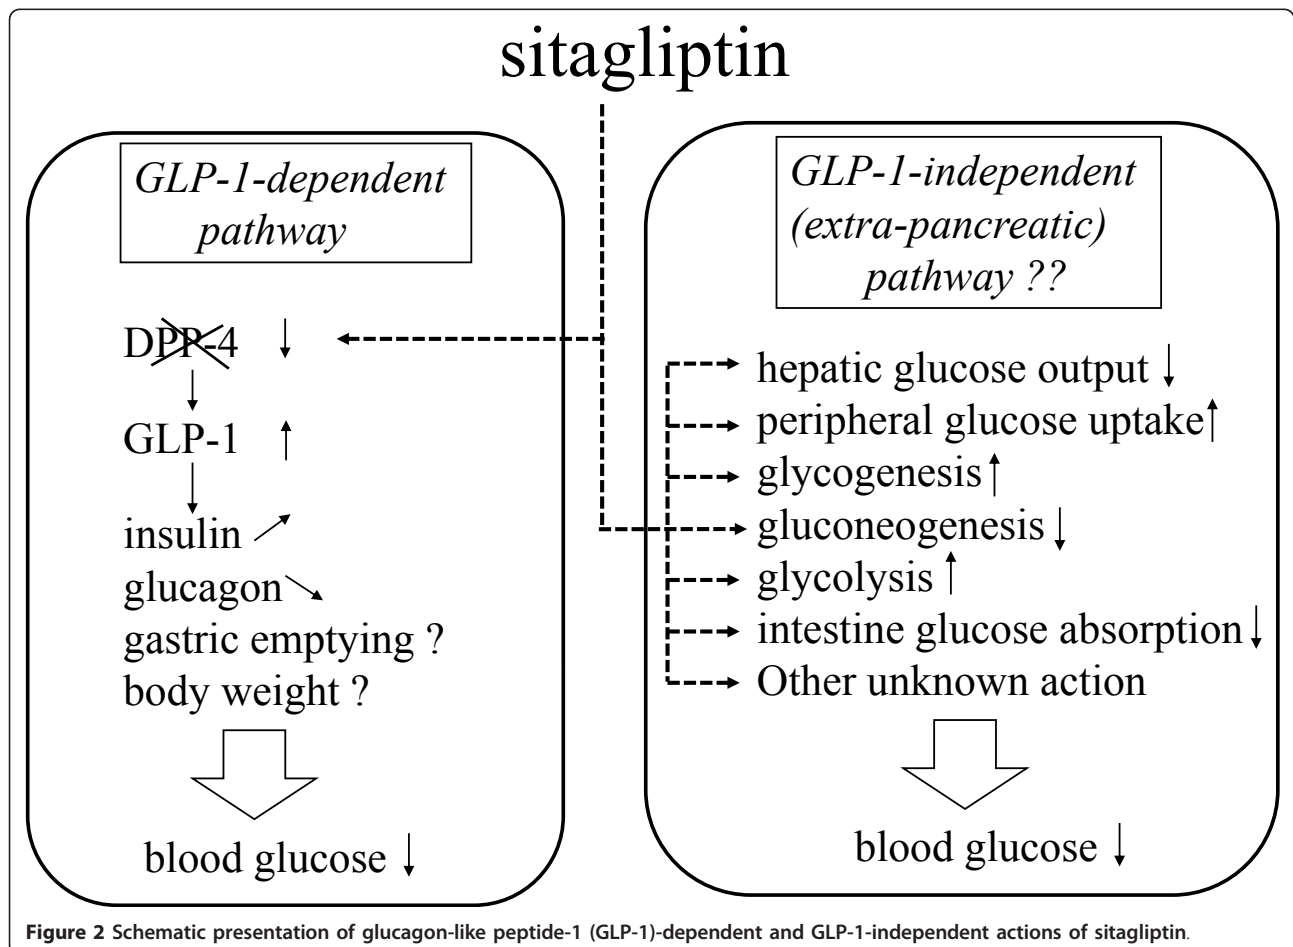 sitagliptin
GLP-1-dependent
pathway
DPP-4 ↓
GLP-1 ↑
insulin ↗
glucagon ↘
gastric emptying ?
body weight ?
blood glucose ↓
GLP-1-independent
(extra-pancreatic)
pathway ??
hepatic glucose output ↓
peripheral glucose uptake ↑
glycogenesis ↑
gluconeogenesis ↓
glycolysis ↑
intestine glucose absorption ↓
Other unknown action
blood glucose ↓
Figure 2 Schematic presentation of glucagon-like peptide-1 (GLP-1)-dependent and GLP-1-independent actions of sitagliptin.